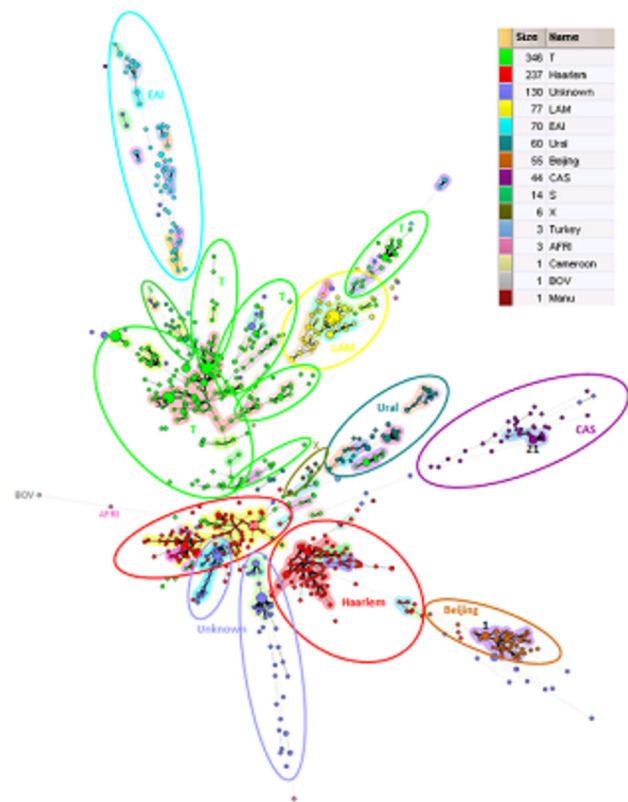 Size Name
346 T
237 Haarlem
130 Unknown
77 LAM
70 EAI
60 Ural
55 Beijing
44 CAS
14 S
6 X
3 Turkey
3 AFRI
1 Cameroon
1 BOV
1 Manu
EAI
T
T
LAM
Ural
CAS
21
T
X
BOV
AFRI
Haarlem
Beijing
1
Unknown